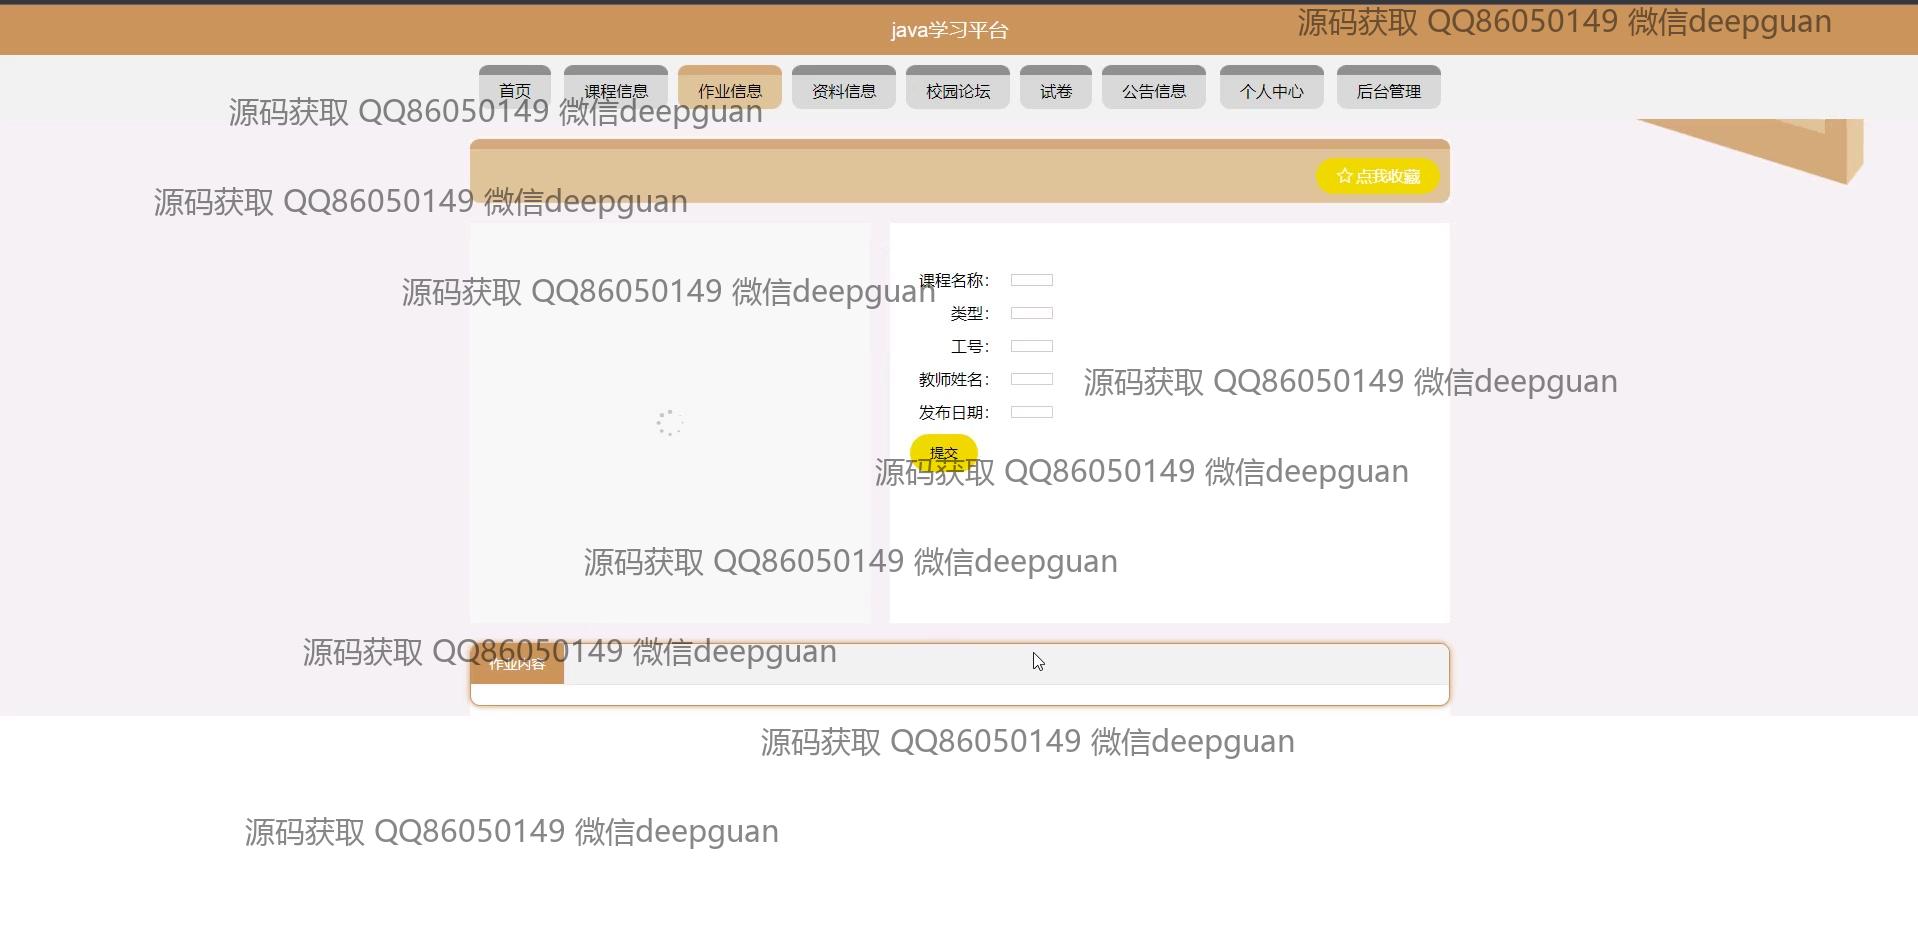 java学习平台
源码获取 QQ86050149 微信deepguan
首页 课程信息 作业信息 资料信息 校园论坛 试卷 公告信息 个人中心 后台管理
源码获取 QQ86050149 微信deepguan
☆ 点我收藏
源码获取 QQ86050149 微信deepguan
课程名称：
源码获取 QQ86050149 微信deepguan
类型：
工号：
教师姓名：
源码获取 QQ86050149 微信deepguan
发布日期：
提交
源码获取 QQ86050149 微信deepguan
源码获取 QQ86050149 微信deepguan
源码获取 QQ86050149 微信deepguan
作业内容
源码获取 QQ86050149 微信deepguan
源码获取 QQ86050149 微信deepguan